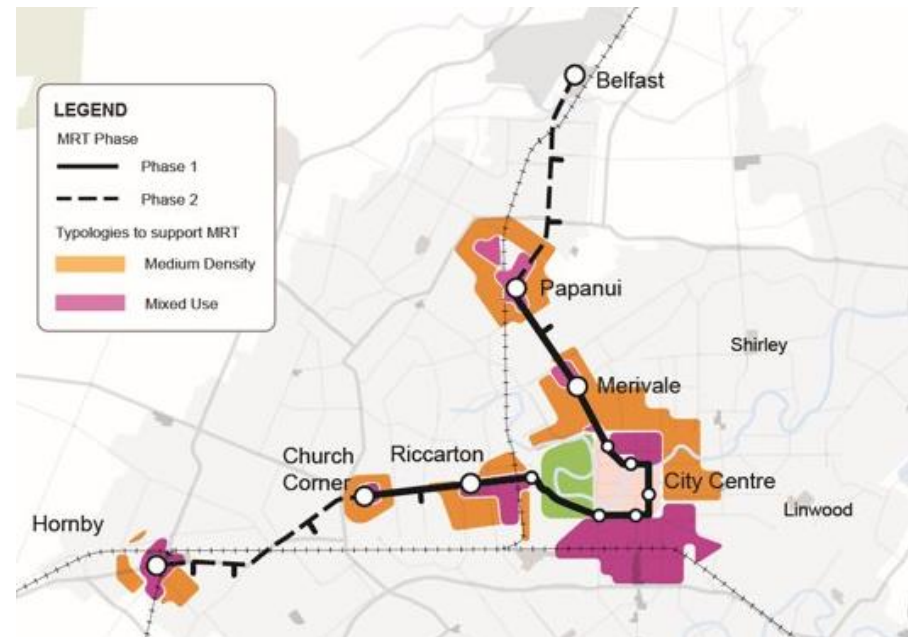 Belfast
LEGEND
MRT Phase
Phase 1
Phase 2
Typologies to support MRT
Medium Density
Mixed Use
Papanui
Shirley
Merivale
Church
Corner
Riccarton
City Centre
Linwood
Hornby